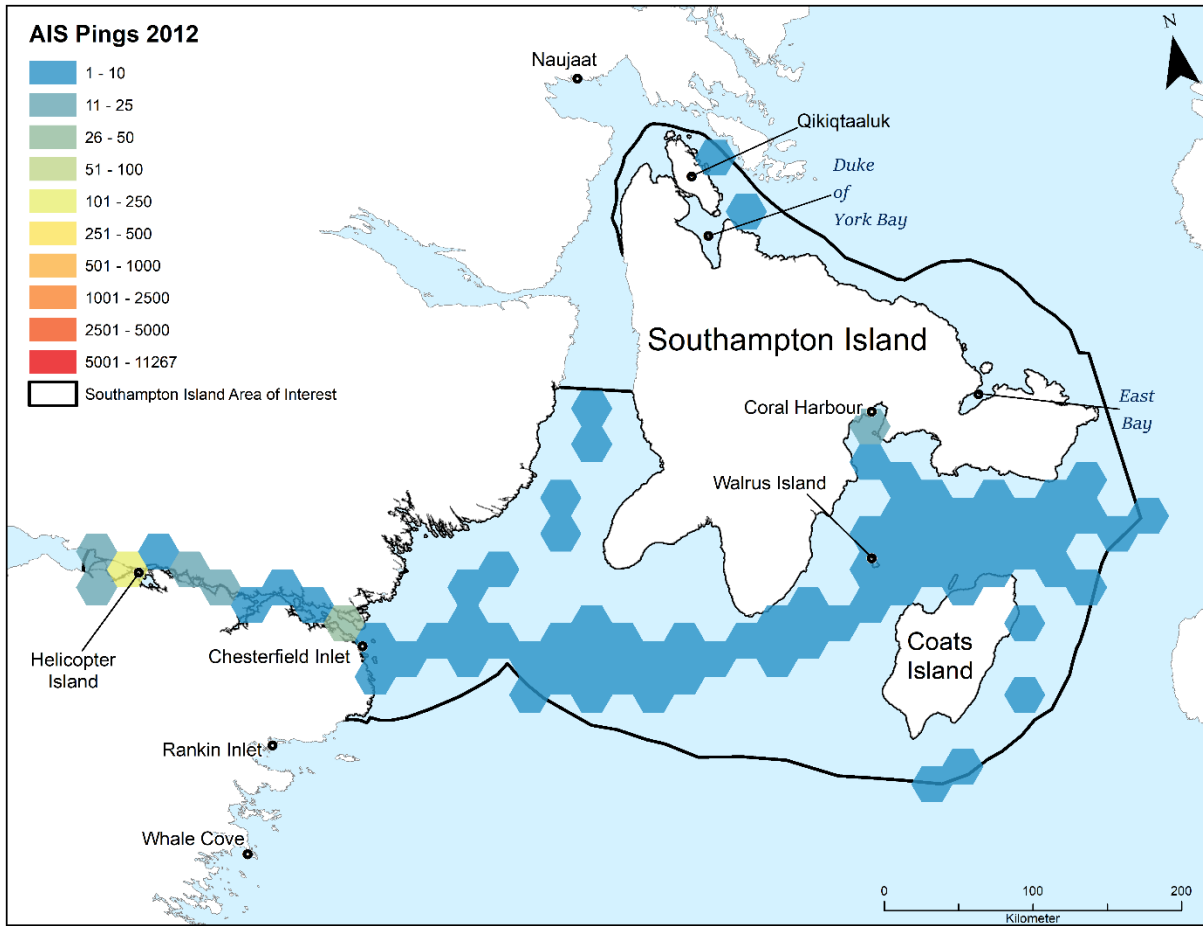 AIS Pings 2012
1 - 10
11 - 25
26 - 50
51 - 100
101 - 250
251 - 500
501 - 1000
1001 - 2500
2501 - 5000
5001 - 11267
Southampton Island Area of Interest
N
Naujaat
Qikiqtaaluk
Duke
of
York Bay
Southampton Island
Coral Harbour
East
Bay
Walrus Island
Helicopter
Island
Chesterfield Inlet
Coats
Island
Rankin Inlet
Whale Cove
0 100 200
Kilometer